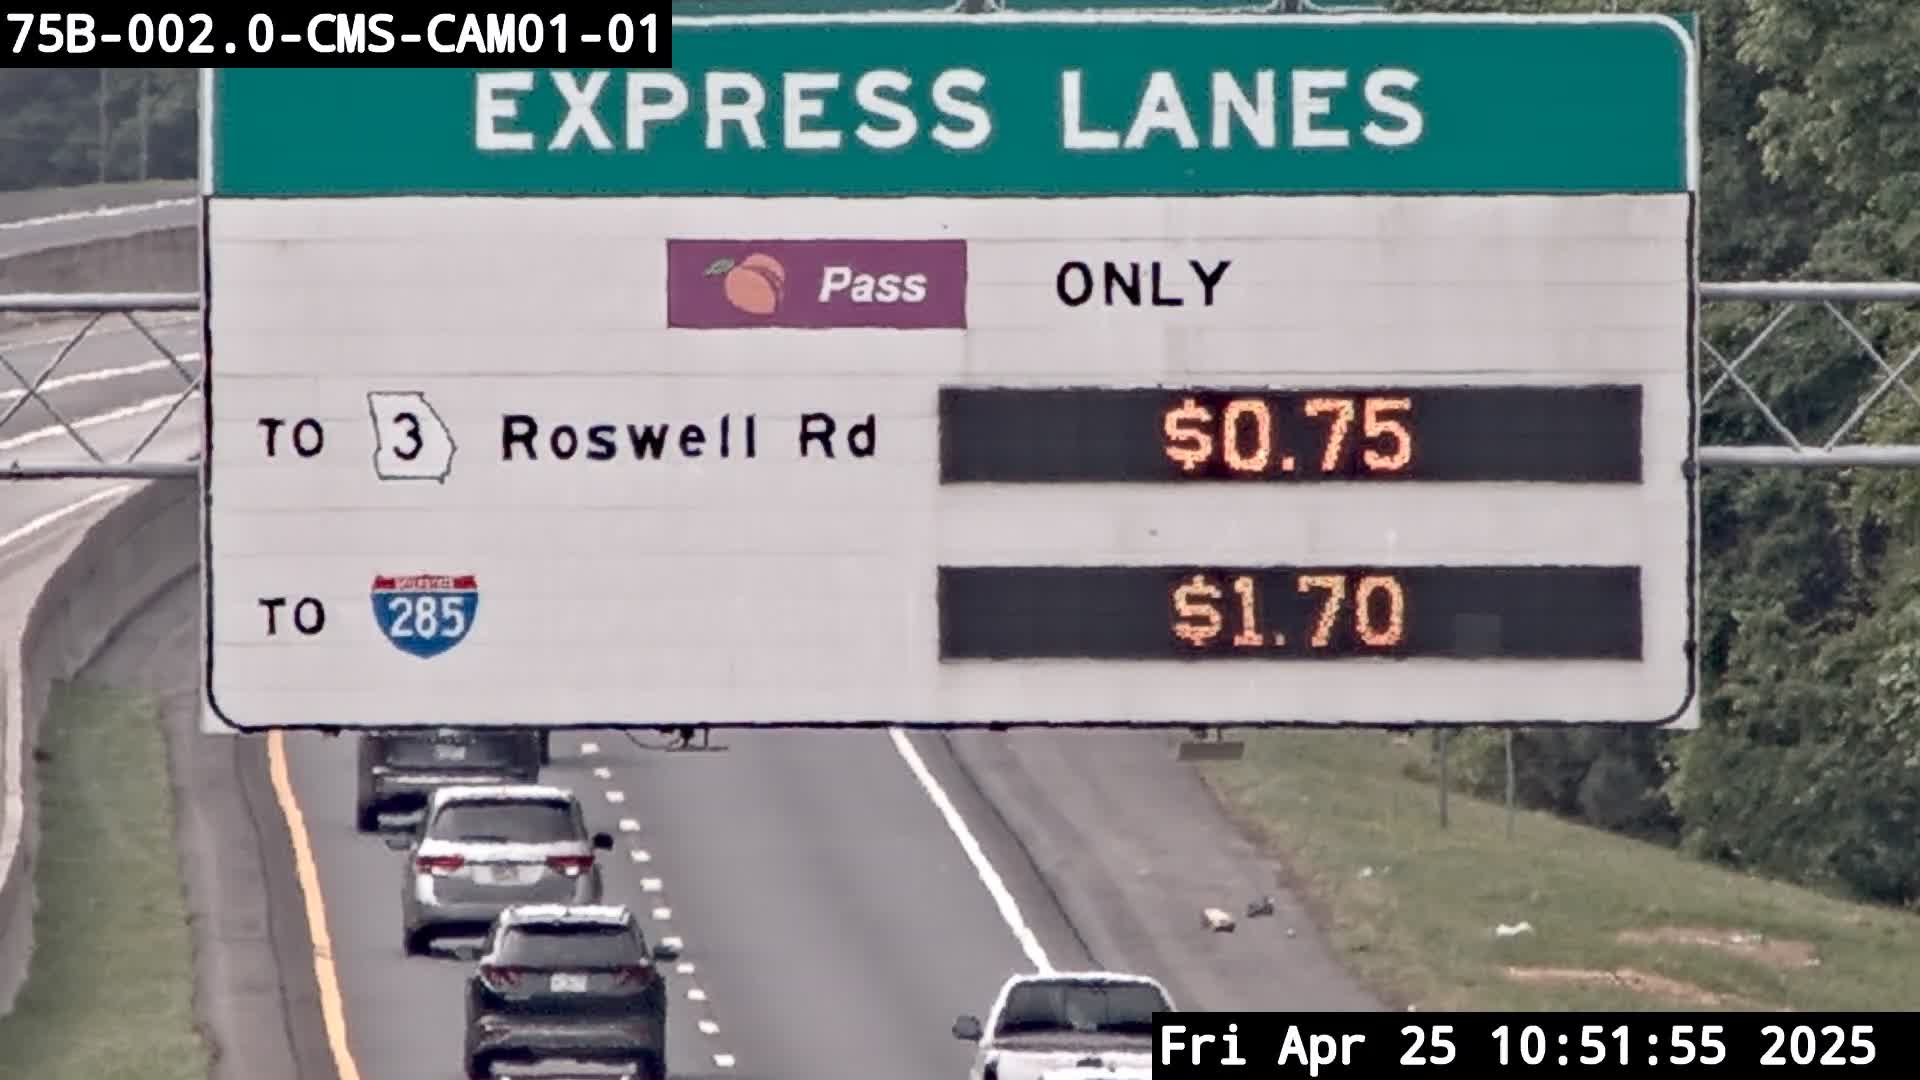 75B-002.0-CMS-CAM01-01
EXPRESS LANES
Pass ONLY
TO 3 Roswell Rd $0.75
INTERSTATE
TO 285 $1.70
Fri Apr 25 10:51:55 2025